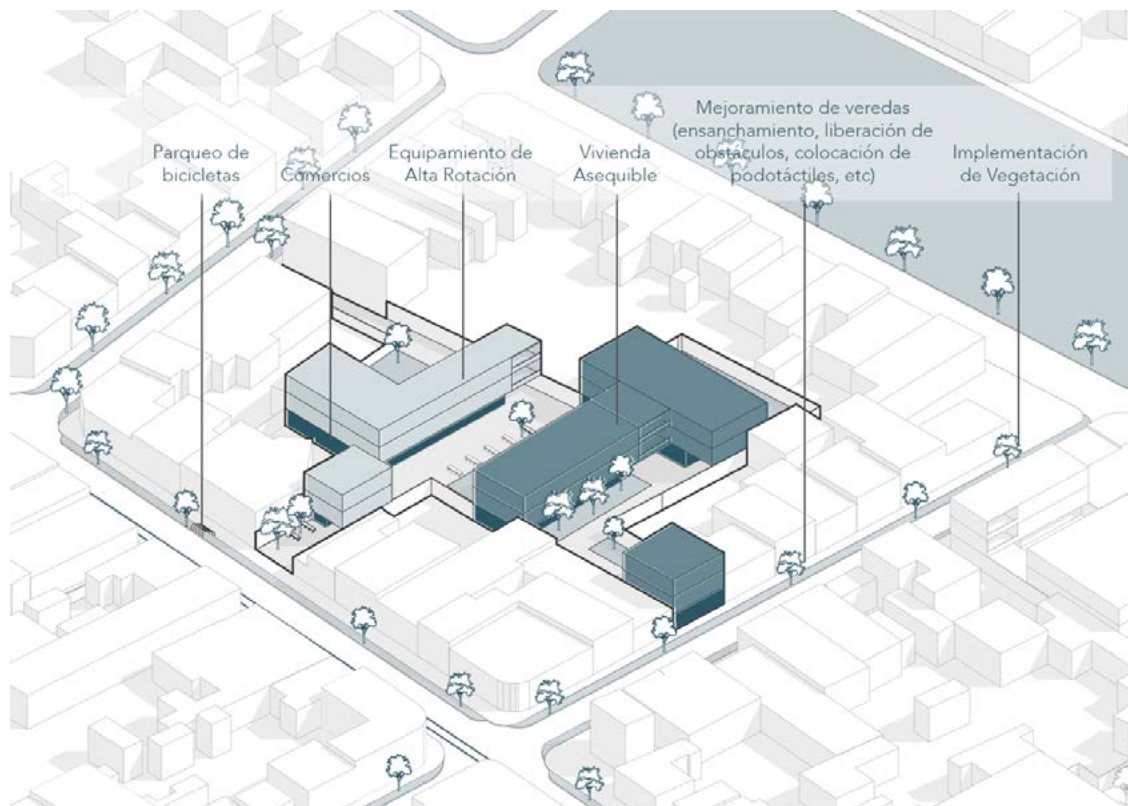 Parqueo de
bicicletas
Comercios
Equipamiento de
Alta Rotación
Vivienda
Asequible
Mejoramiento de veredas
(ensanchamiento, liberación de
obstáculos, colocación de
podotáctiles, etc)
Implementación
de Vegetación